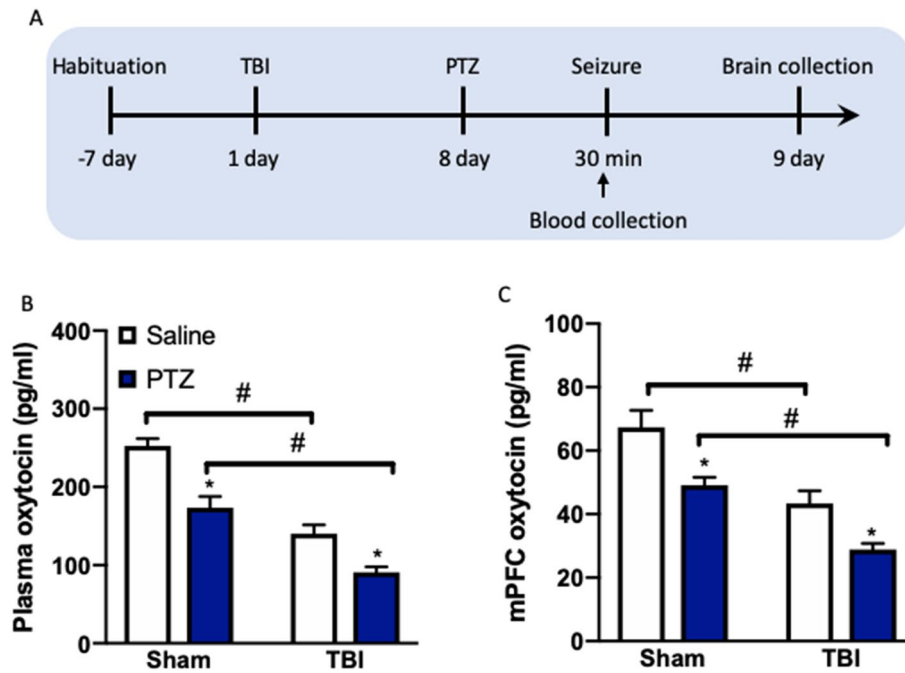 A
Habituation TBI PTZ Seizure Brain collection
-7 day 1 day 8 day 30 min 9 day
Blood collection
B
Plasma oxytocin (pg/ml)
400
300
200
100
0
Saline
PTZ
#
#
*
*
Sham TBI
C
mPFC oxytocin (pg/ml)
100
80
60
40
20
0
#
#
*
*
Sham TBI